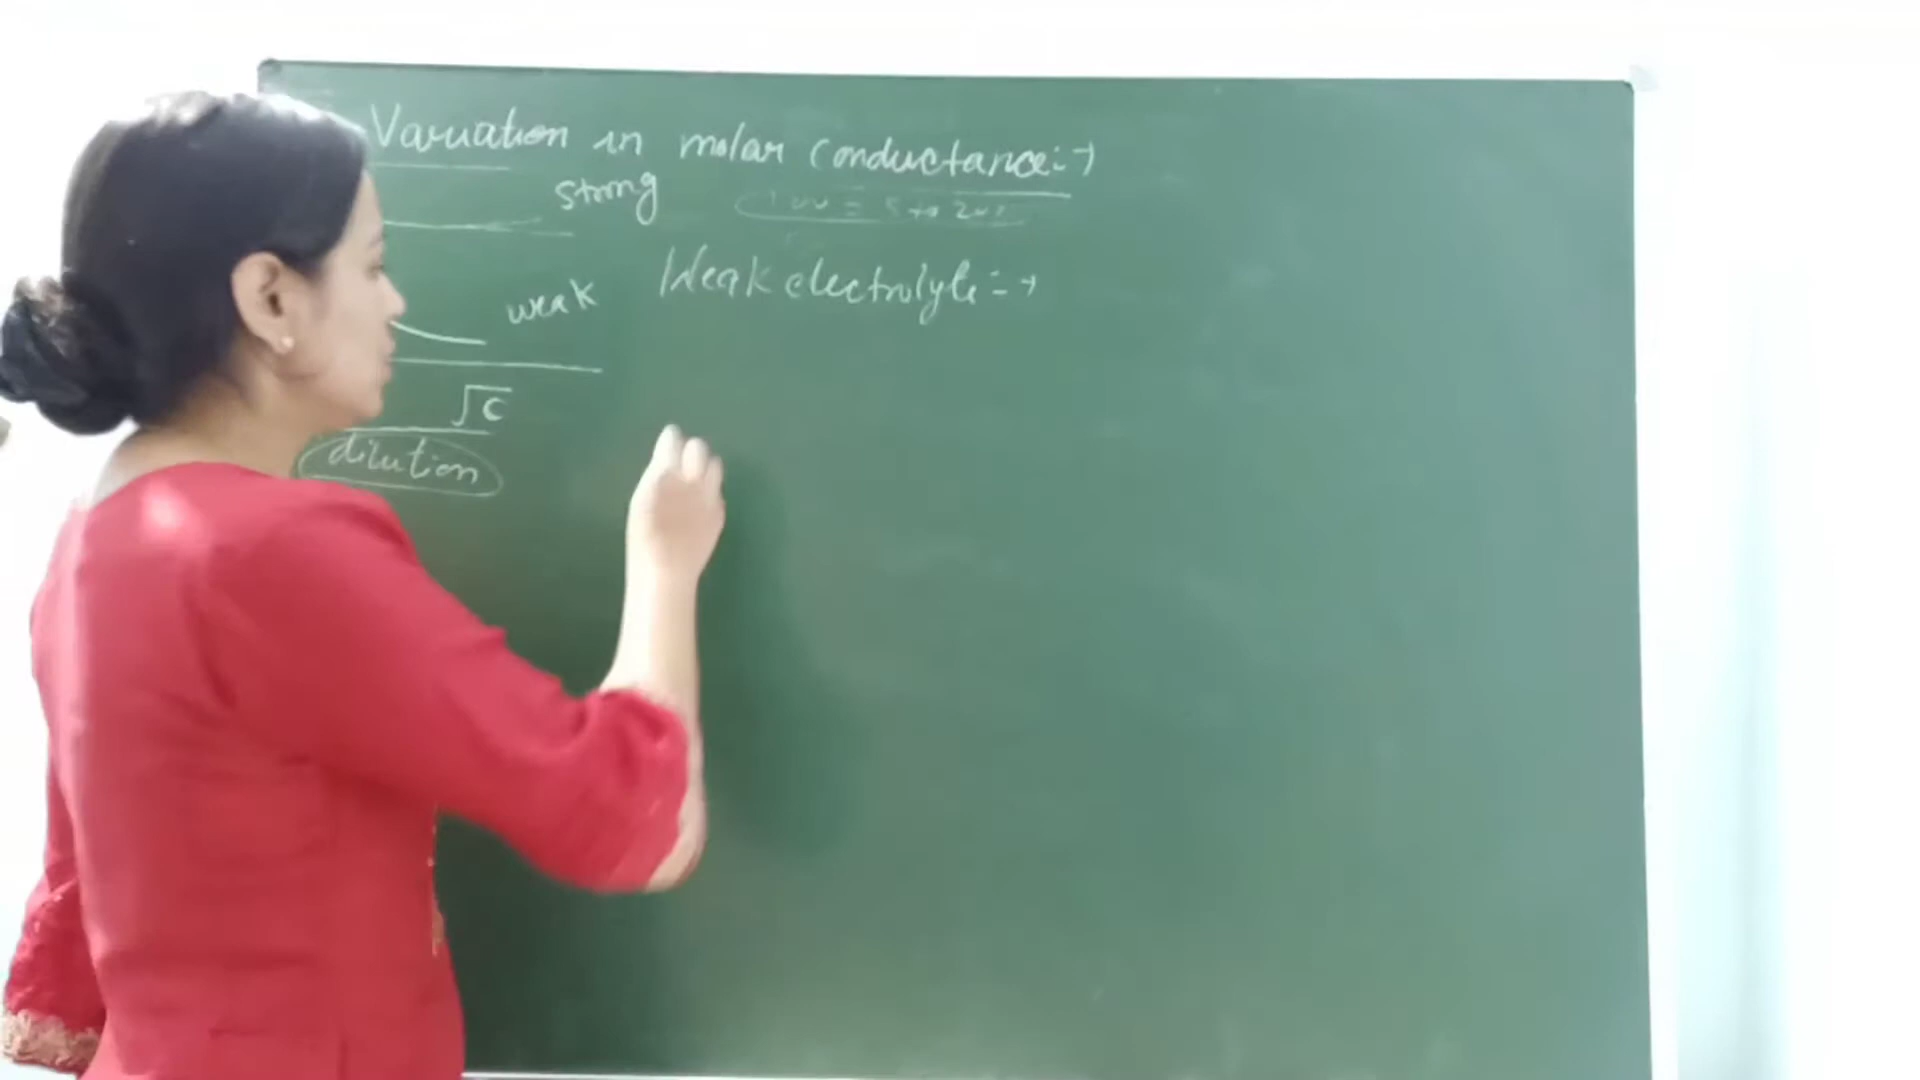 Variation in molar conductance:→
strong
weak
√C
dilution
Weak electrolyte:→